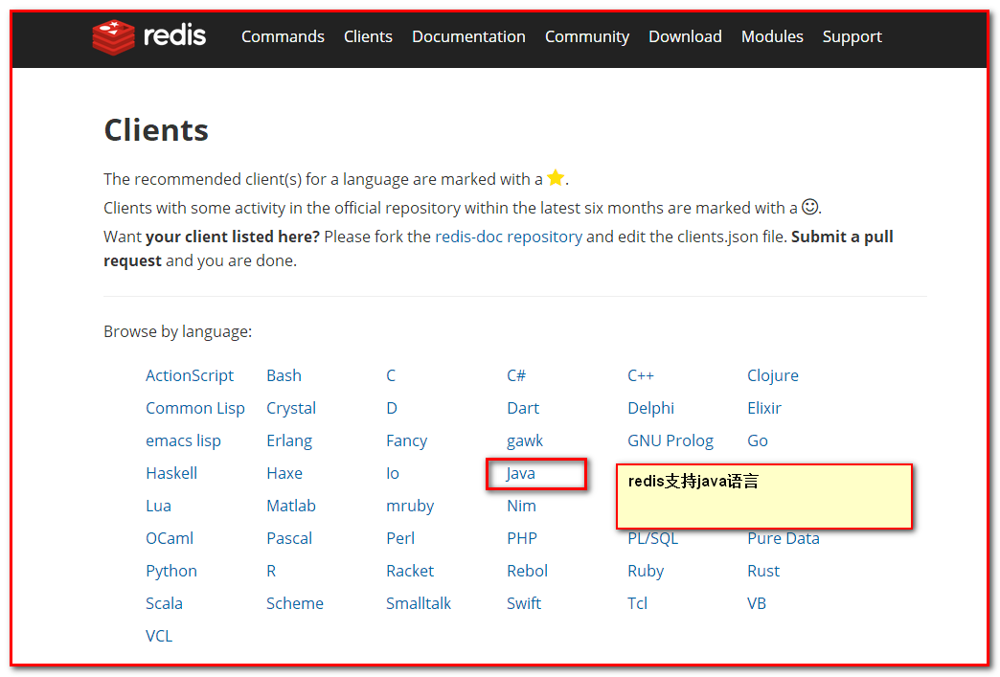 redis Commands Clients Documentation Community Download Modules Support
Clients
The recommended client(s) for a language are marked with a .
Clients with some activity in the official repository within the latest six months are marked with a ☺.
Want your client listed here? Please fork the redis-doc repository and edit the clients.json file. Submit a pull
request and you are done.
Browse by language:
ActionScript Bash C C# C++ Clojure
Common Lisp Crystal D Dart Delphi Elixir
emacs lisp Erlang Fancy gawk GNU Prolog Go
Haskell Haxe Io Java redis支持java语言
Lua Matlab mruby Nim
OCaml Pascal Perl PHP PL/SQL Pure Data
Python R Racket Rebol Ruby Rust
Scala Scheme Smalltalk Swift Tcl VB
VCL